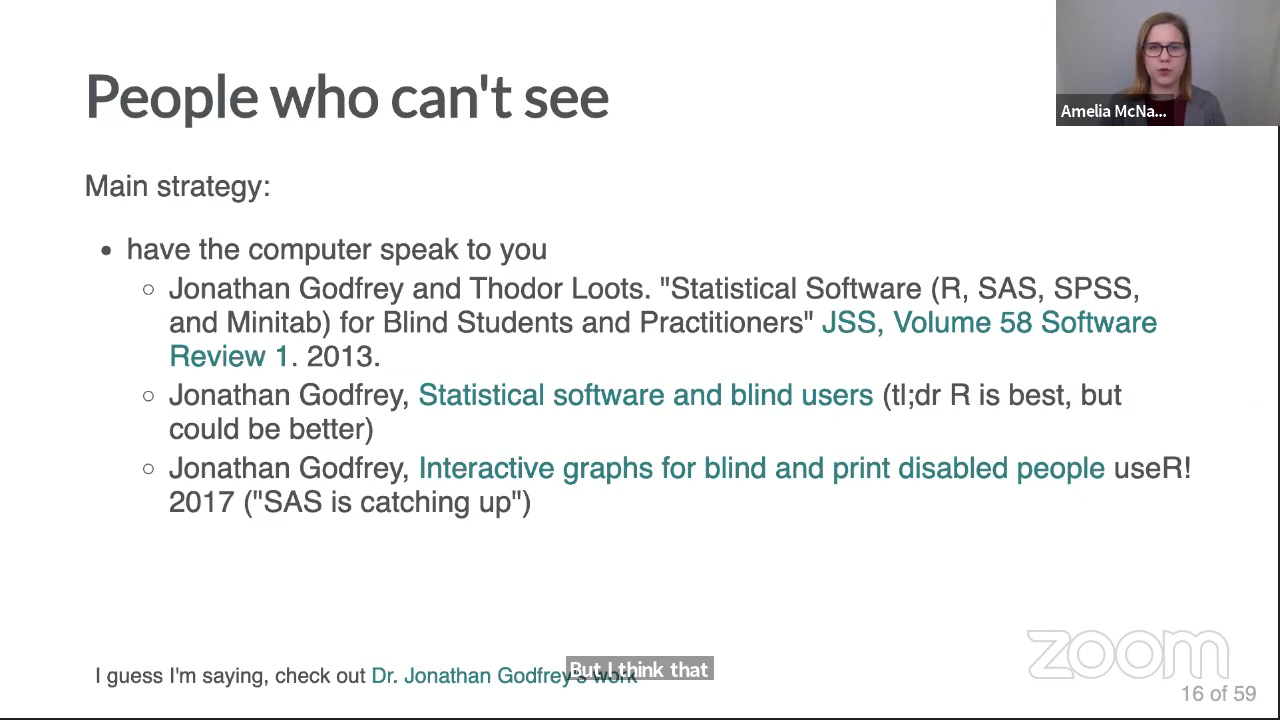 People who can't see
Amelia McNa...
Main strategy:
• have the computer speak to you
○ Jonathan Godfrey and Thodor Loots. "Statistical Software (R, SAS, SPSS,
and Minitab) for Blind Students and Practitioners" JSS, Volume 58 Software
Review 1. 2013.
○ Jonathan Godfrey, Statistical software and blind users (tl;dr R is best, but
could be better)
○ Jonathan Godfrey, Interactive graphs for blind and print disabled people useR!
2017 ("SAS is catching up")
I guess I'm saying, check out Dr. Jonathan Godfrey's work
But I think that
zoom
16 of 59